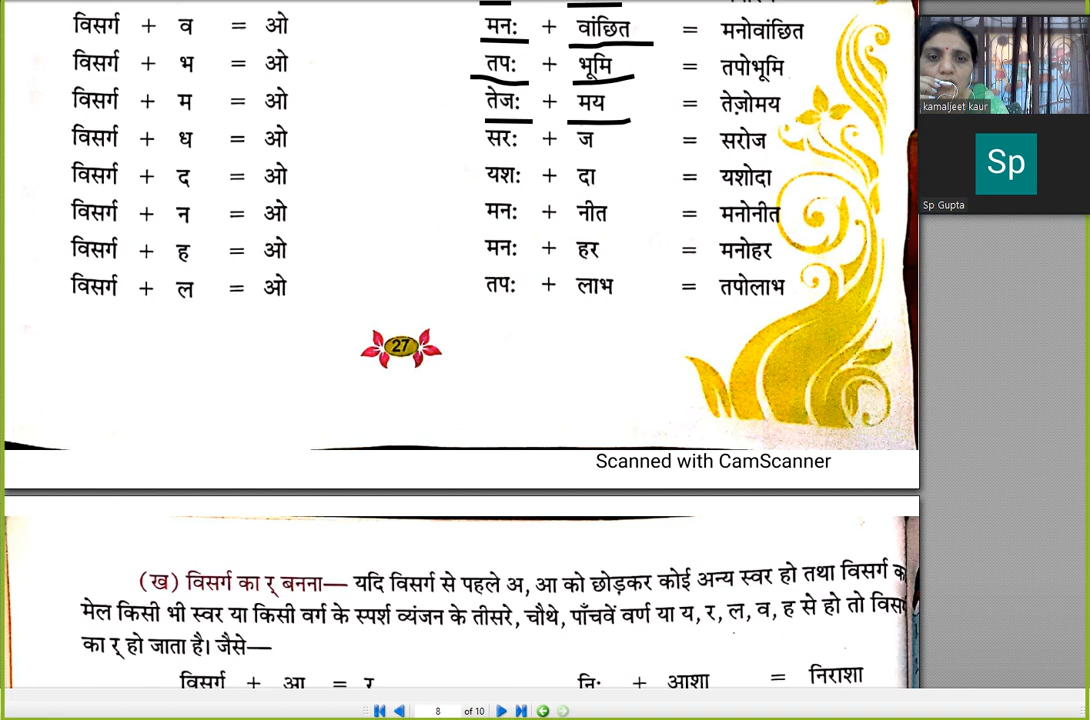 विसर्ग + व = ओ मन: + वांछित = मनोवांछित
विसर्ग + भ = ओ तप: + भूमि = तपोभूमि
विसर्ग + म = ओ तेज: + मय = तेज़ोमय
विसर्ग + ध = ओ सर: + ज = सरोज
विसर्ग + द = ओ यश: + दा = यशोदा
विसर्ग + न = ओ मन: + नीत = मनोनीत
विसर्ग + ह = ओ मन: + हर = मनोहर
विसर्ग + ल = ओ तप: + लाभ = तपोलाभ
27
Scanned with CamScanner
(ख) विसर्ग का र् बनना— यदि विसर्ग से पहले अ, आ को छोड़कर कोई अन्य स्वर हो तथा विसर्ग का
मेल किसी भी स्वर या किसी वर्ग के स्पर्श व्यंजन के तीसरे, चौथे, पाँचवें वर्ण या य, र, ल, व, ह से हो तो
का र् हो जाता है। जैसे—
विसर्ग + आ = र नि: + आशा = निराशा
kamaljeet kaur
Sp
Sp Gupta
8 of 10